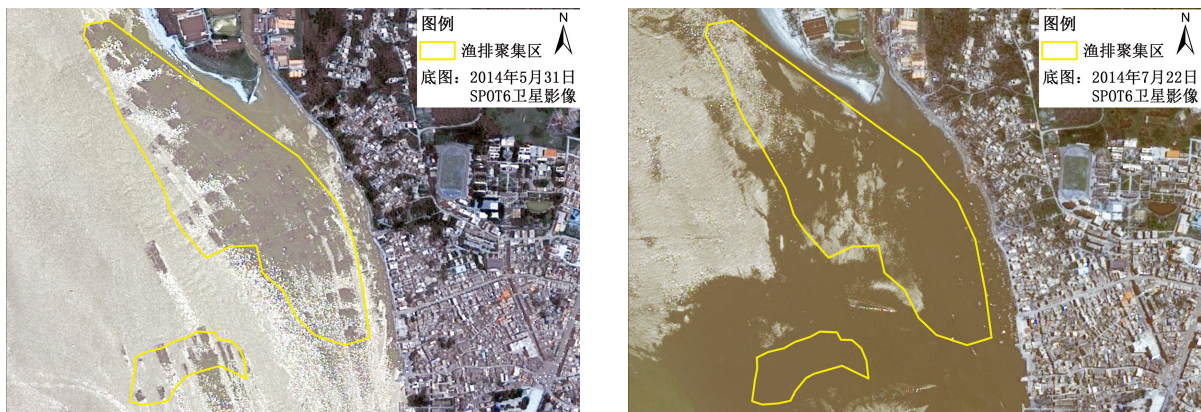 图例
N
渔排聚集区
底图：2014年5月31日
SPOT6卫星影像
图例
N
渔排聚集区
底图：2014年7月22日
SPOT6卫星影像